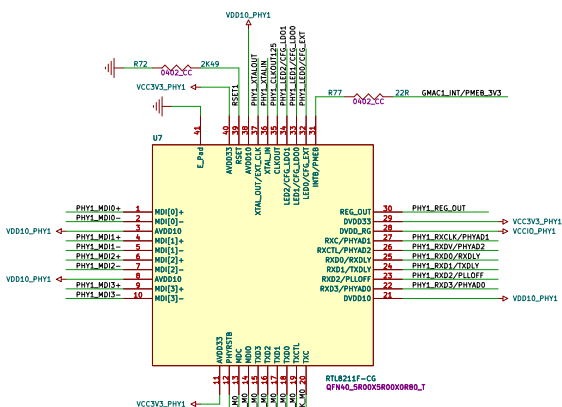 VDD10_PHY1
R72
2K49
0402_CC
VCC3V3_PHY1
RSET1
PHY1_XTALOUT
PHY1_XTALIN
PHY1_CLKOUT125
PHY1_LED2/CFG_LDO1
PHY1_LED1/CFG_LDO0
PHY1_LED0/CFG_EXT
R77
22R
0402_CC
GMAC1_INT/PMEB_3V3
U7
41
40
39
38
37
36
35
34
33
32
31
E_Pad
AVDD33
RSET
AVDD10
XTAL_OUT/EXT_CLK
XTAL_IN
CLKOUT
LED2/CFG_LDO1
LED1/CFG_LDO0
LED0/CFG_EXT
INTB/PMEB
PHY1_MDI0+ 1 MDI[0]+
PHY1_MDI0- 2 MDI[0]-
VDD10_PHY1 3 AVDD10
PHY1_MDI1+ 4 MDI[1]+
PHY1_MDI1- 5 MDI[1]-
PHY1_MDI2+ 6 MDI[2]+
PHY1_MDI2- 7 MDI[2]-
VDD10_PHY1 8 AVDD10
PHY1_MDI3+ 9 MDI[3]+
PHY1_MDI3- 10 MDI[3]-
REG_OUT 30 PHY1_REG_OUT
DVDD33 29 VCC3V3_PHY1
DVDD_RG 28 VCCIO_PHY1
RXC/PHYAD1 27 PHY1_RXCLK/PHYAD1
RXCTL/PHYAD2 26 PHY1_RXDV/PHYAD2
RXD0/RXDLY 25 PHY1_RXD0/RXDLY
RXD1/TXDLY 24 PHY1_RXD1/TXDLY
RXD2/PLLOFF 23 PHY1_RXD2/PLLOFF
RXD3/PHYAD0 22 PHY1_RXD3/PHYAD0
DVDD10 21 VDD10_PHY1
AVDD33
PHYRSTB
MDC
MDIO
TXD3
TXD2
TXD1
TXD0
TXCTL
TXC
11
12
13
14
15
16
17
18
19
20
RTL8211F-CG
QFN40_5R00X5R00X0R80_T
VCC3V3_PHY1